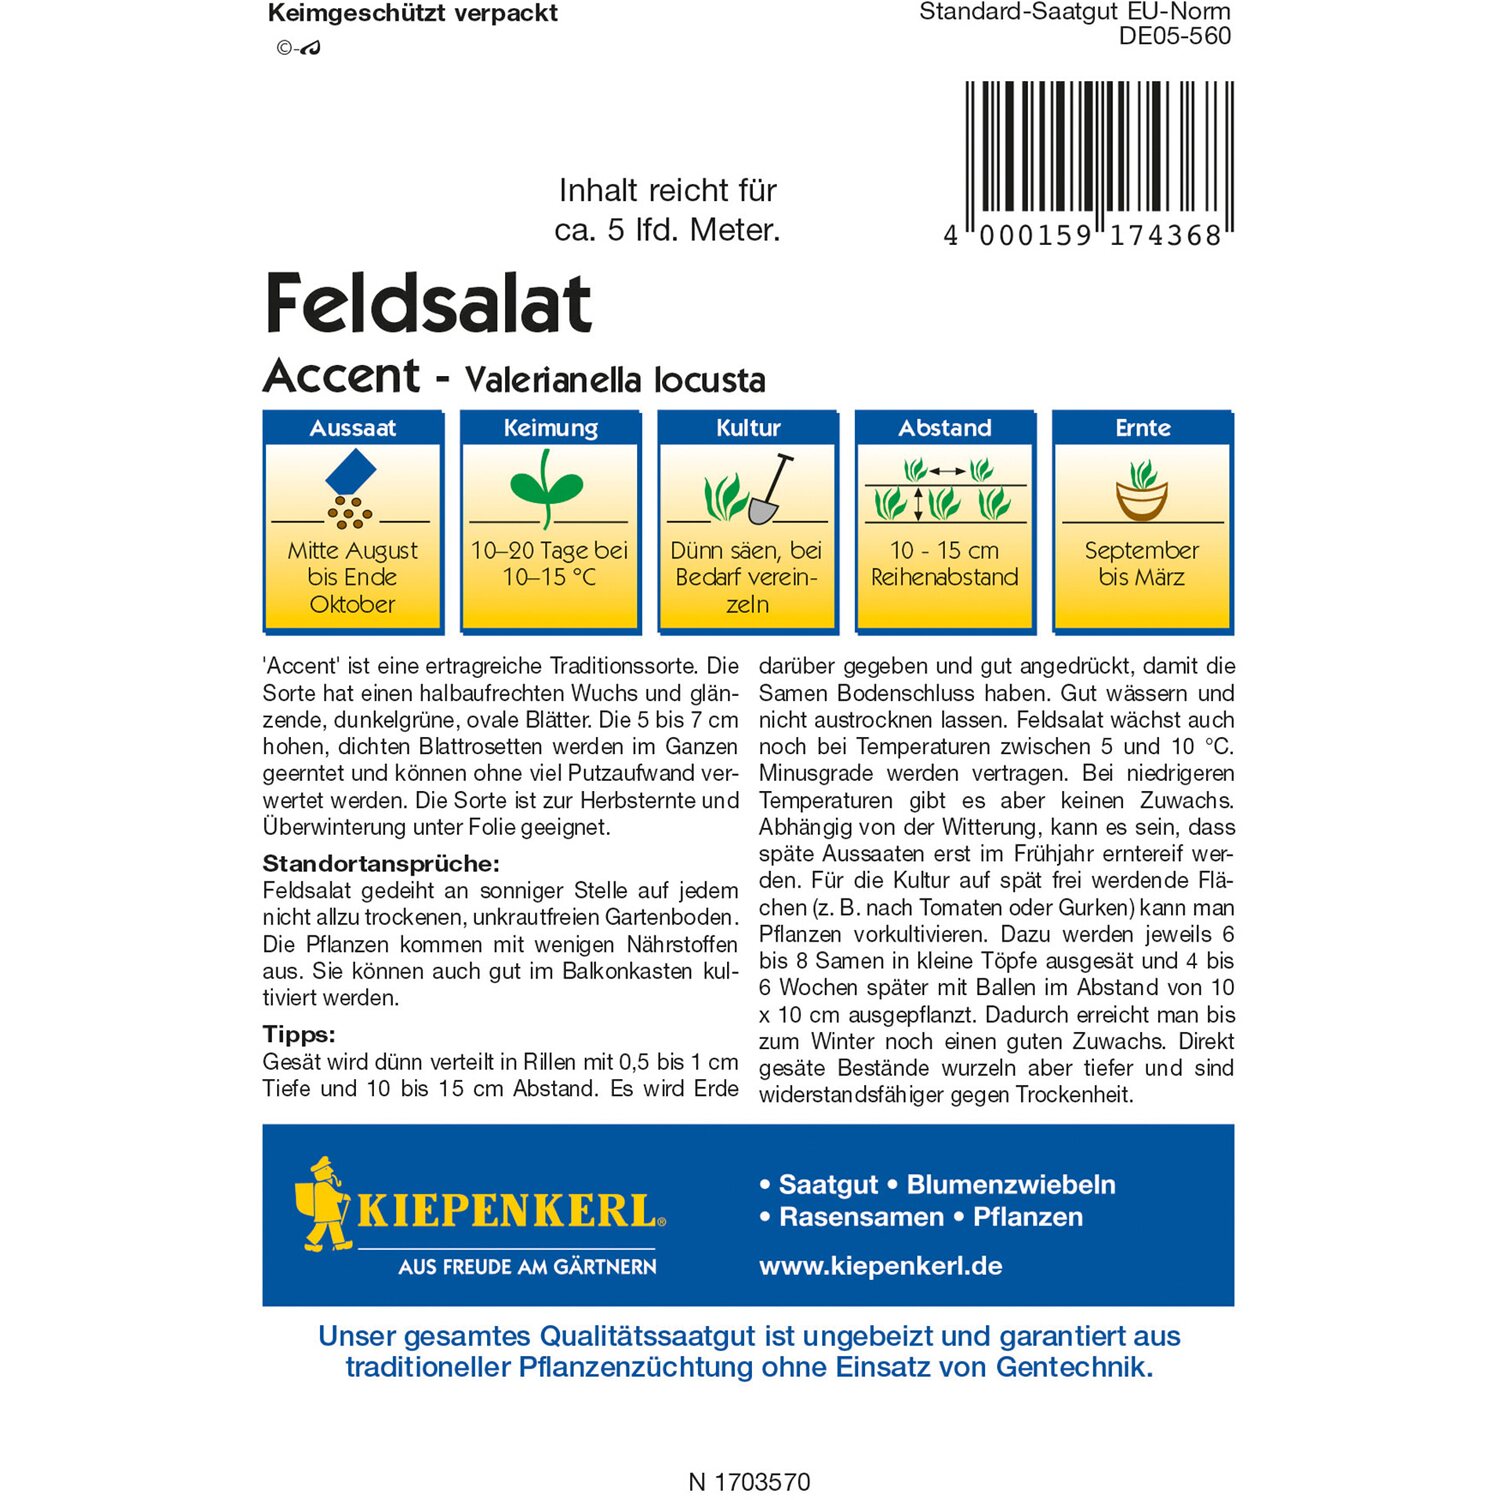 Keimgeschützt verpackt
©-
Standard-Saatgut EU-Norm
DE05-560
Inhalt reicht für
ca. 5 lfd. Meter.
4 000159 174368
Feldsalat
Accent - Valerianella locusta
Aussaat
Mitte August
bis Ende
Oktober
Keimung
10–20 Tage bei
10–15 °C
Kultur
Dünn säen, bei
Bedarf verein-
zeln
Abstand
10 - 15 cm
Reihenabstand
Ernte
September
bis März
'Accent' ist eine ertragreiche Traditionssorte. Die
Sorte hat einen halbaufrechten Wuchs und glän-
zende, dunkelgrüne, ovale Blätter. Die 5 bis 7 cm
hohen, dichten Blattrosetten werden im Ganzen
geerntet und können ohne viel Putzaufwand ver-
wertet werden. Die Sorte ist zur Herbsternte und
Überwinterung unter Folie geeignet.
Standortansprüche:
Feldsalat gedeiht an sonniger Stelle auf jedem
nicht allzu trockenen, unkrautfreien Gartenboden.
Die Pflanzen kommen mit wenigen Nährstoffen
aus. Sie können auch gut im Balkonkasten kul-
tiviert werden.
Tipps:
Gesät wird dünn verteilt in Rillen mit 0,5 bis 1 cm
Tiefe und 10 bis 15 cm Abstand. Es wird Erde
darüber gegeben und gut angedrückt, damit die
Samen Bodenschluss haben. Gut wässern und
nicht austrocknen lassen. Feldsalat wächst auch
noch bei Temperaturen zwischen 5 und 10 °C.
Minusgrade werden vertragen. Bei niedrigeren
Temperaturen gibt es aber keinen Zuwachs.
Abhängig von der Witterung, kann es sein, dass
späte Aussaaten erst im Frühjahr erntereif wer-
den. Für die Kultur auf spät frei werdende Flä-
chen (z. B. nach Tomaten oder Gurken) kann man
Pflanzen vorkultivieren. Dazu werden jeweils 6
bis 8 Samen in kleine Töpfe ausgesät und 4 bis
6 Wochen später mit Ballen im Abstand von 10
x 10 cm ausgepflanzt. Dadurch erreicht man bis
zum Winter noch einen guten Zuwachs. Direkt
gesäte Bestände wurzeln aber tiefer und sind
widerstandsfähiger gegen Trockenheit.
KIEPENKERL®
AUS FREUDE AM GÄRTNERN
• Saatgut • Blumenzwiebeln
• Rasensamen • Pflanzen
www.kiepenkerl.de
Unser gesamtes Qualitätssaatgut ist ungebeizt und garantiert aus
traditioneller Pflanzenzüchtung ohne Einsatz von Gentechnik.
N 1703570